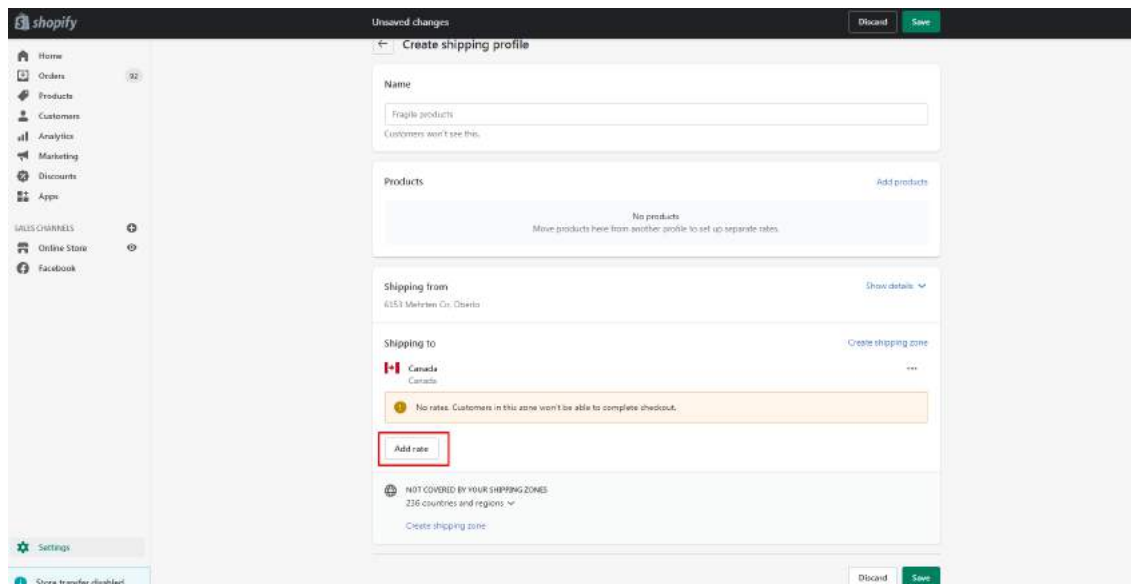 shopify
Unsaved changes
Discard
Save
Home
Orders
92
Products
Customers
Analytics
Marketing
Discounts
Apps
SALES CHANNELS
Online Store
Facebook
Settings
Store transfer disabled
Create shipping profile
Name
Fragile products
Customers won't see this.
Products
Add products
No products
Move products here from another profile to set up separate rates.
Shipping from
Show details
6153
Shipping to
Create shipping zone
Canada
Canada
No rates. Customers in this zone won't be able to complete checkout.
Add rate
NOT COVERED BY YOUR SHIPPING ZONES
236 countries and regions
Create shipping zone
Discard
Save